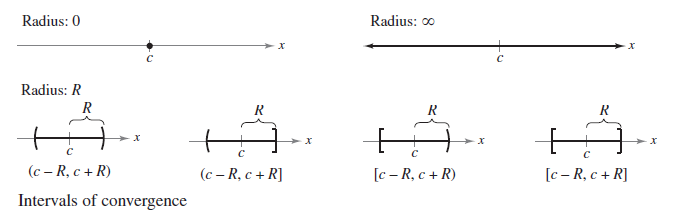 Radius: 0
Radius: ∞
x
x
c
c
Radius: R
R
R
R
R
x
x
x
x
c
c
c
c
(c – R, c + R)
(c – R, c + R]
[c – R, c + R)
[c – R, c + R]
Intervals of convergence